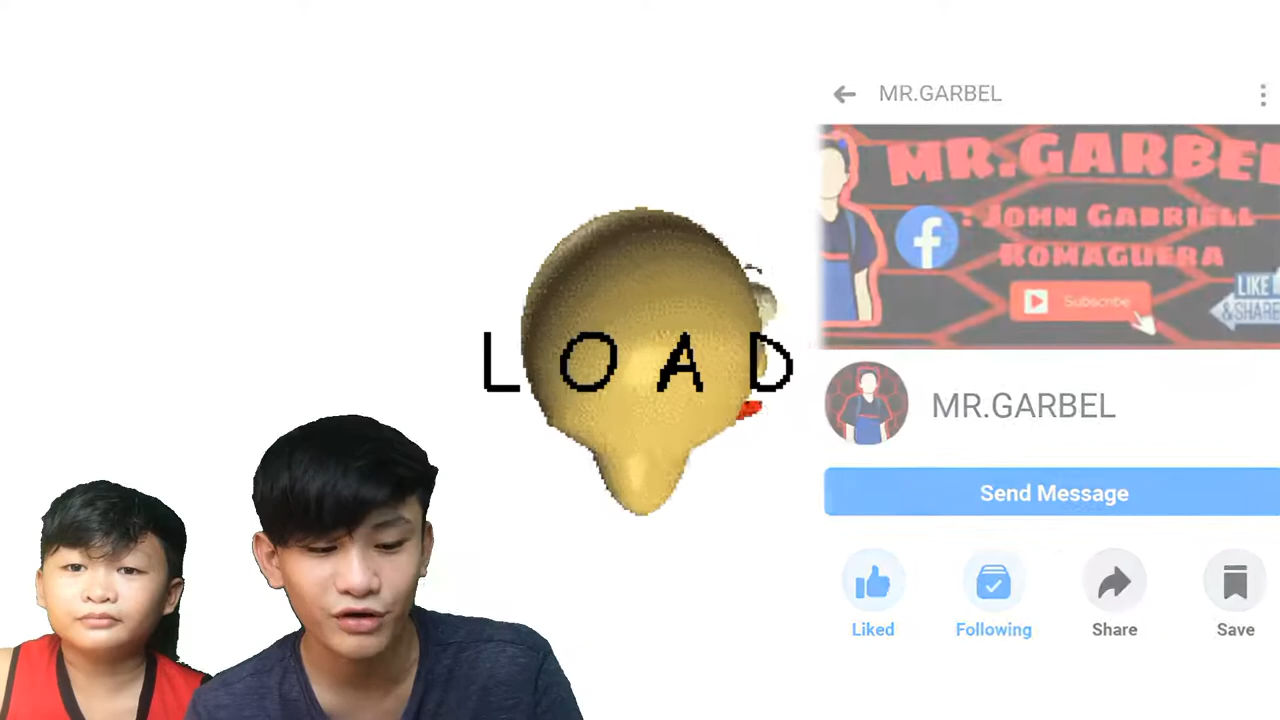 MR.GARBEL
MR.GARBEL
f : JOHN GABRIELL
ROMAGUERA
Subscribe
LIKE
&SHARE
LOAD
MR.GARBEL
Send Message
Liked Following Share Save